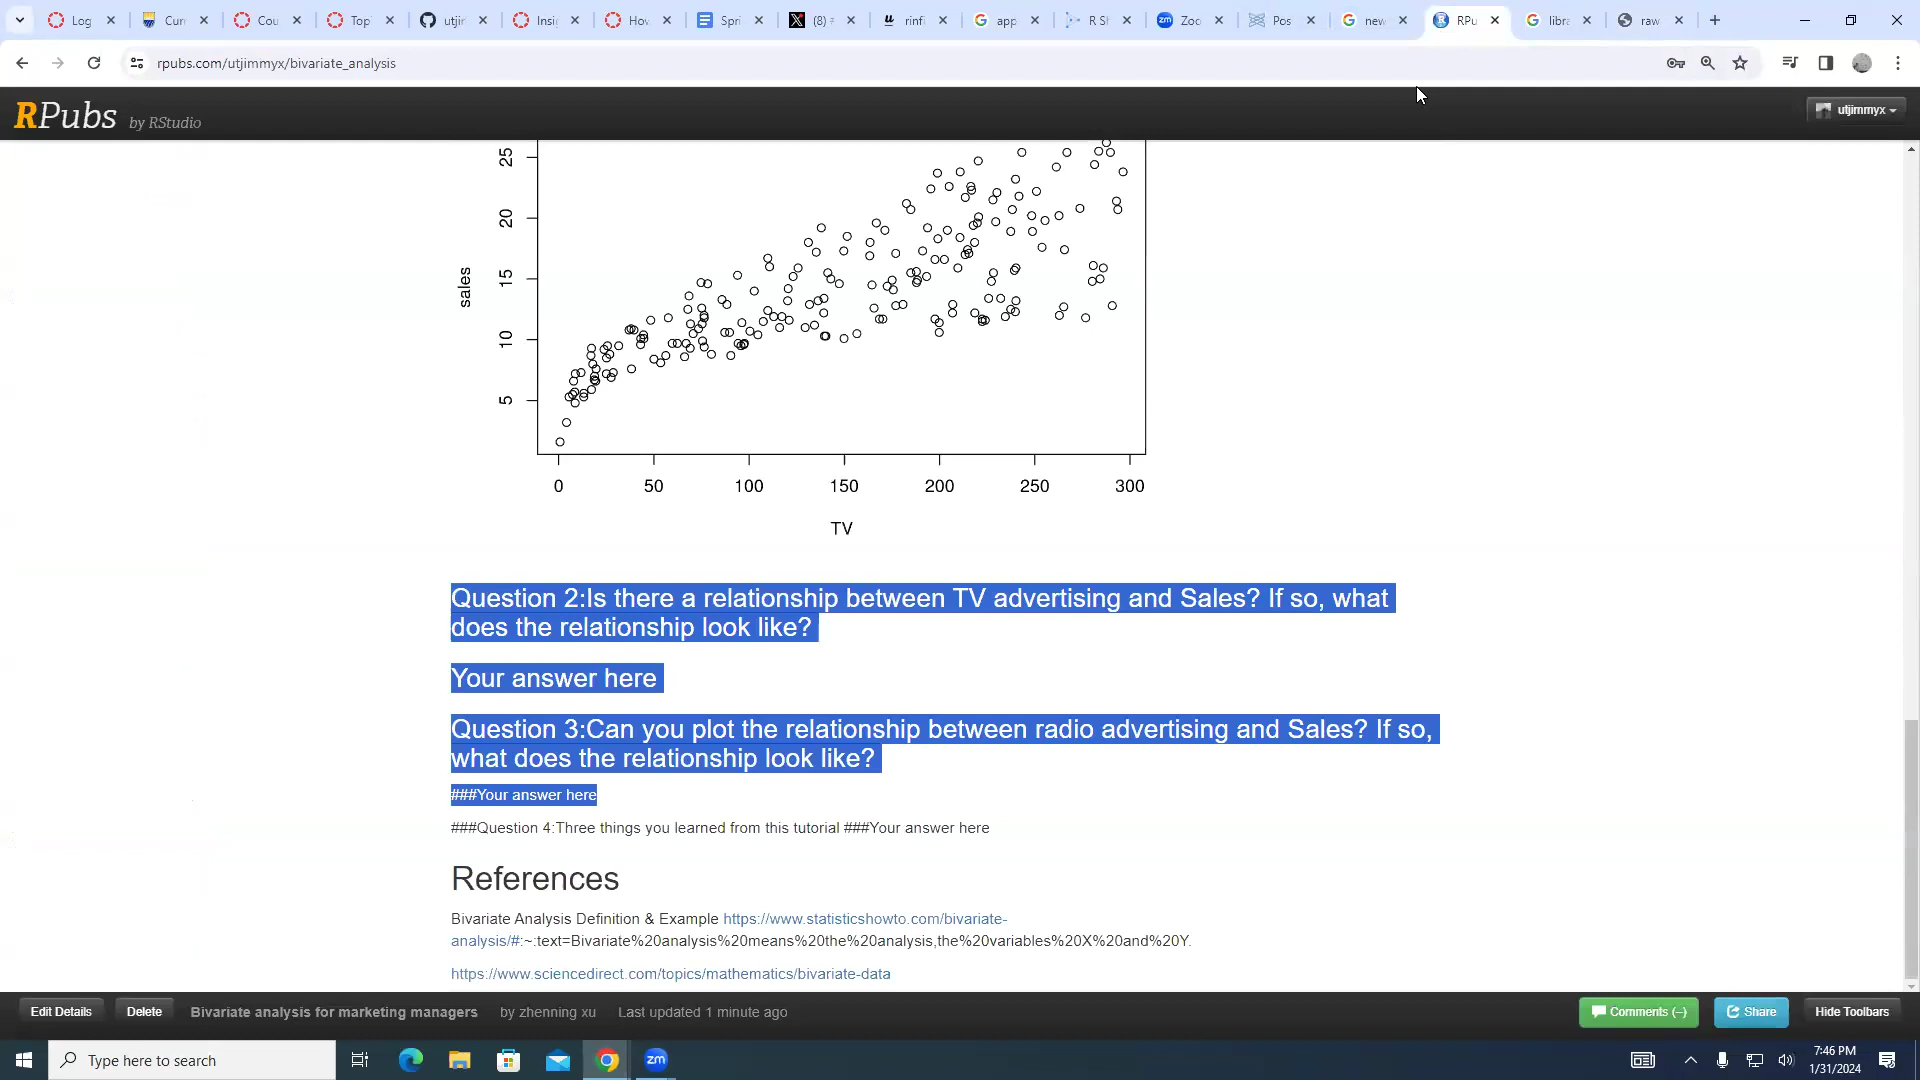 Log
Curr
Cou
Top
utjir
Insi
Hov
Spri
(8)
rinfi
app
R Sh
Zoo
Pos
new
RPu
libra
raw
rpubs.com/utjimmyx/bivariate_analysis
RPubs by RStudio
utjimmyx
25
20
15
10
5
sales
0 50 100 150 200 250 300
TV
Question 2:Is there a relationship between TV advertising and Sales? If so, what
does the relationship look like?
Your answer here
Question 3:Can you plot the relationship between radio advertising and Sales? If so,
what does the relationship look like?
###Your answer here
###Question 4:Three things you learned from this tutorial ###Your answer here
References
Bivariate Analysis Definition & Example https://www.statisticshowto.com/bivariate-
analysis/#:~:text=Bivariate%20analysis%20means%20the%20analysis,the%20variables%20X%20and%20Y.
https://www.sciencedirect.com/topics/mathematics/bivariate-data
Edit Details Delete Bivariate analysis for marketing managers by zhenning xu Last updated 1 minute ago Comments (–) Share Hide Toolbars
Type here to search
zm
7:46 PM
1/31/2024